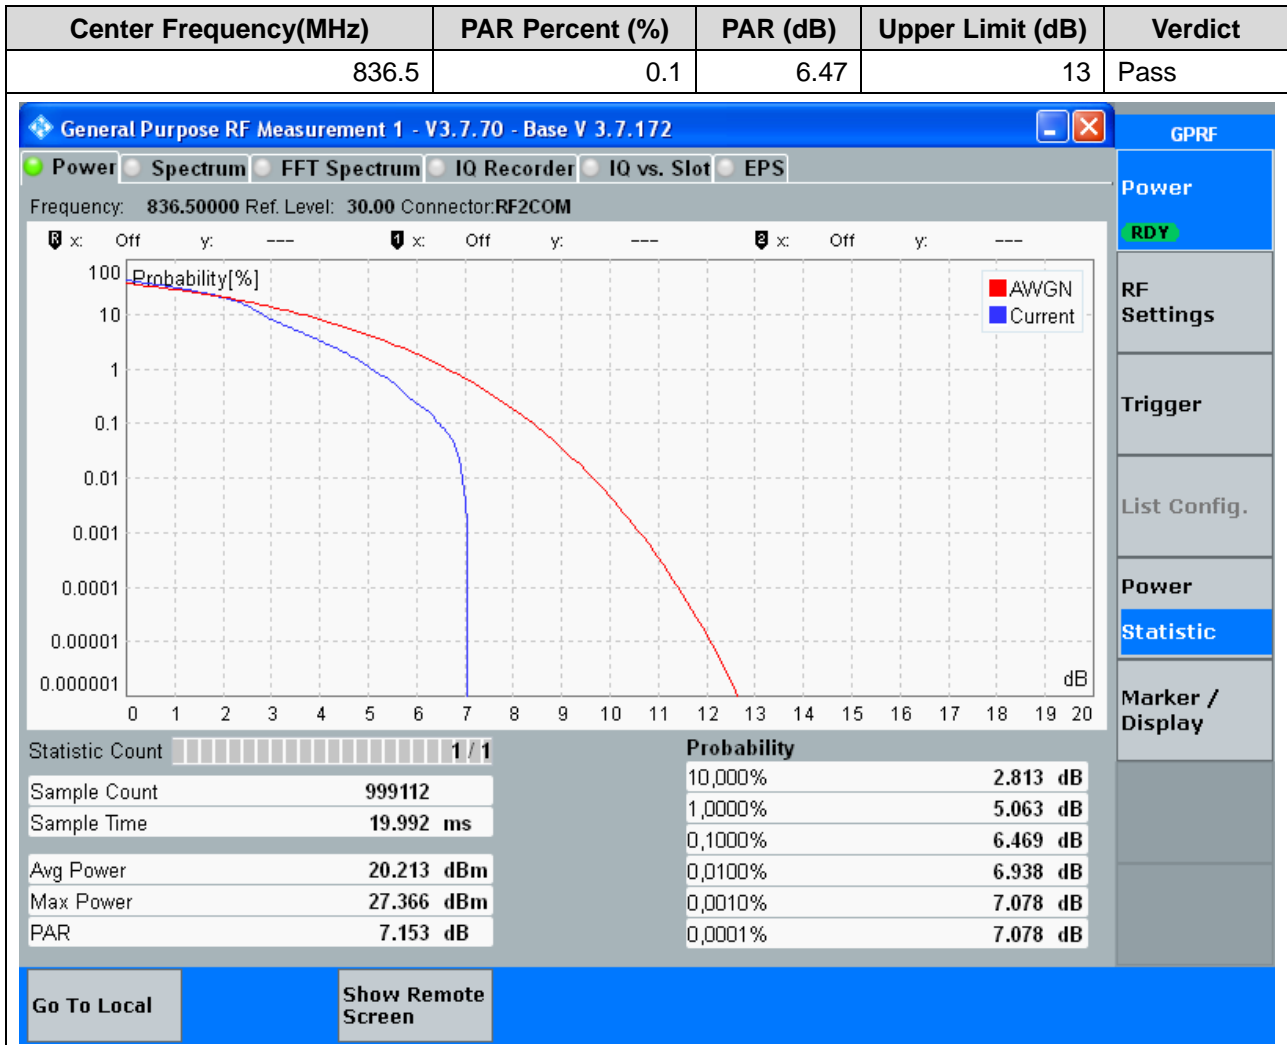 Center Frequency(MHz) PAR Percent (%) PAR (dB) Upper Limit (dB) Verdict
836.5 0.1 6.47 13 Pass
General Purpose RF Measurement 1 - V3.7.70 - Base V 3.7.172
GPRF
Power Spectrum FFT Spectrum IQ Recorder IQ vs. Slot EPS
Power
RDY
Frequency: 836.50000 Ref. Level: 30.00 Connector:RF2COM
R x: Off y: --- 1 x: Off y: --- 2 x: Off y: ---
Probability[%]
AWGN
Current
100
10
1
0.1
0.01
0.001
0.0001
0.00001
0.000001
dB
0 1 2 3 4 5 6 7 8 9 10 11 12 13 14 15 16 17 18 19 20
RF
Settings
Trigger
List Config.
Power
Statistic
Marker /
Display
Statistic Count 1 / 1
Sample Count 999112
Sample Time 19.992 ms
Avg Power 20.213 dBm
Max Power 27.366 dBm
PAR 7.153 dB
Probability
10,000% 2.813 dB
1,0000% 5.063 dB
0,1000% 6.469 dB
0,0100% 6.938 dB
0,0010% 7.078 dB
0,0001% 7.078 dB
Go To Local
Show Remote
Screen